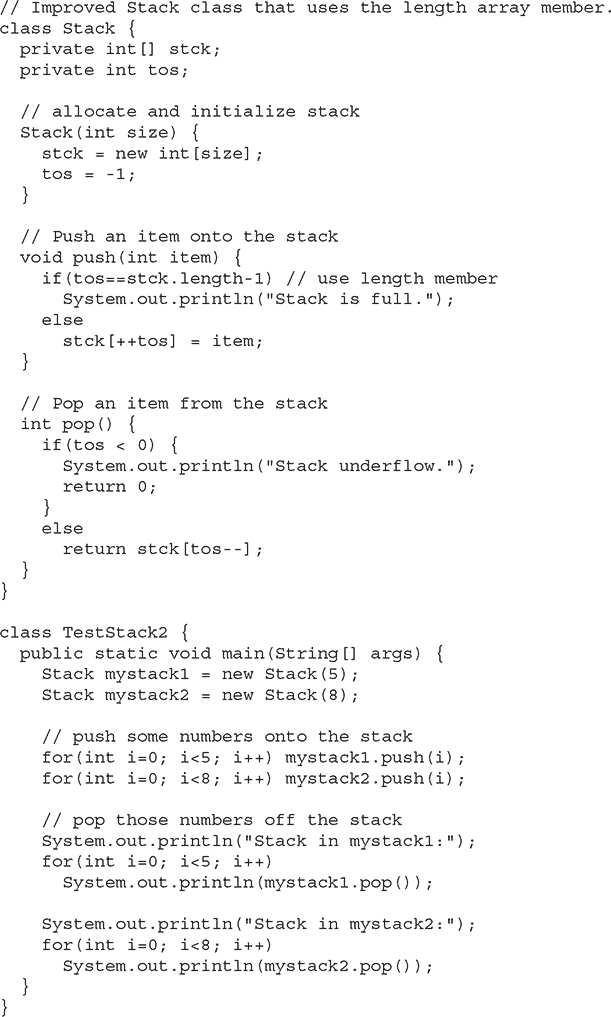 // Improved Stack class that uses the length array member.
class Stack {
  private int[] stck;
  private int tos;

  // allocate and initialize stack
  Stack(int size) {
    stck = new int[size];
    tos = -1;
  }

  // Push an item onto the stack
  void push(int item) {
    if(tos==stck.length-1) // use length member
      System.out.println("Stack is full.");
    else
      stck[++tos] = item;
  }

  // Pop an item from the stack
  int pop() {
    if(tos < 0) {
      System.out.println("Stack underflow.");
      return 0;
    }
    else
      return stck[tos--];
  }
}

class TestStack2 {
  public static void main(String[] args) {
    Stack mystack1 = new Stack(5);
    Stack mystack2 = new Stack(8);

    // push some numbers onto the stack
    for(int i=0; i<5; i++) mystack1.push(i);
    for(int i=0; i<8; i++) mystack2.push(i);

    // pop those numbers off the stack
    System.out.println("Stack in mystack1:");
    for(int i=0; i<5; i++)
      System.out.println(mystack1.pop());

    System.out.println("Stack in mystack2:");
    for(int i=0; i<8; i++)
      System.out.println(mystack2.pop());
  }
}